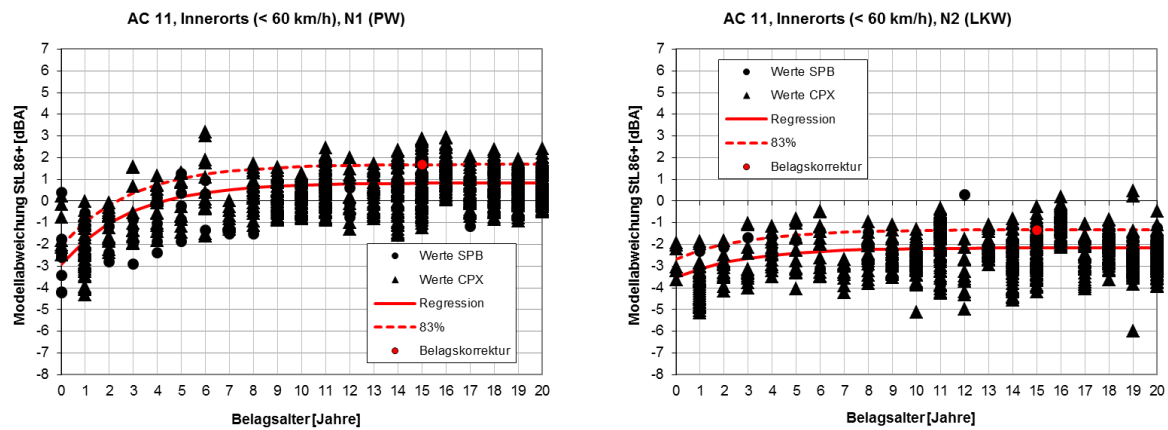 AC 11, Innerorts (< 60 km/h), N1 (PW)
Modellabweichung StL86+ [dBA]
7
6
5
4
3
2
1
0
-1
-2
-3
-4
-5
-6
-7
-8
Werte SPB
Werte CPX
Regression
83%
Belagskorrektur
0 1 2 3 4 5 6 7 8 9 10 11 12 13 14 15 16 17 18 19 20
Belagsalter [Jahre]
AC 11, Innerorts (< 60 km/h), N2 (LKW)
Modellabweichung StL86+ [dBA]
7
6
5
4
3
2
1
0
-1
-2
-3
-4
-5
-6
-7
-8
Werte SPB
Werte CPX
Regression
83%
Belagskorrektur
0 1 2 3 4 5 6 7 8 9 10 11 12 13 14 15 16 17 18 19 20
Belagsalter [Jahre]